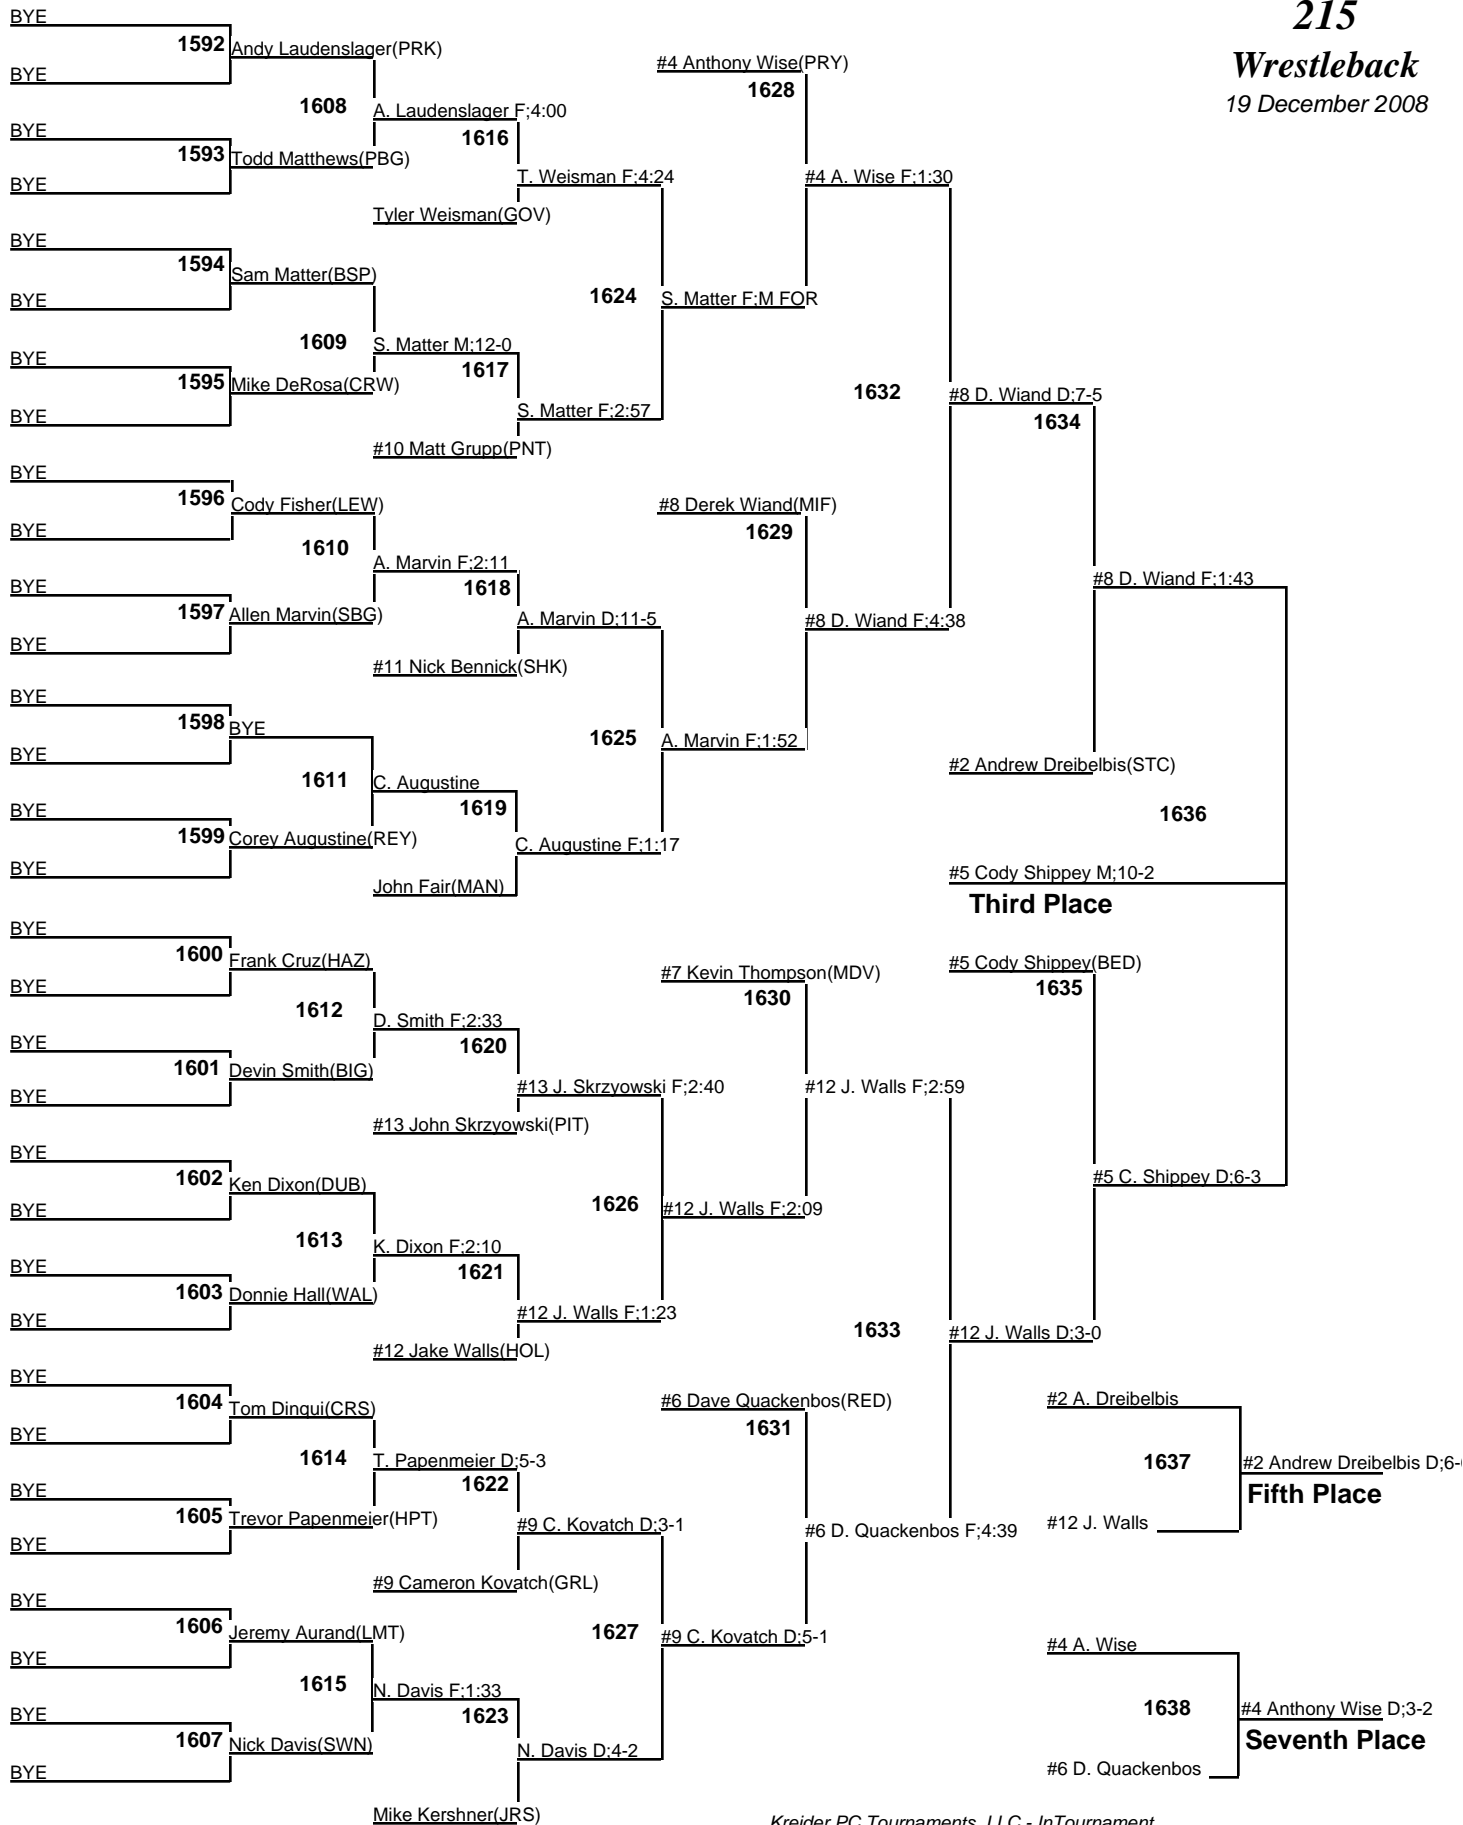 215
Wrestleback
19 December 2008
BYE
1592
Andy Laudenslager(PRK)
BYE
1608
A. Laudenslager F;4:00
BYE
1593
Todd Matthews(PBG)
BYE
1616
T. Weisman F;4:24
Tyler Weisman(GOV)
BYE
1594
Sam Matter(BSP)
BYE
1609
S. Matter M;12-0
BYE
1595
Mike DeRosa(CRW)
BYE
1617
S. Matter F;2:57
#10 Matt Grupp(PNT)
1624
S. Matter F;M FOR
#4 Anthony Wise(PRY)
1628
#4 A. Wise F;1:30
BYE
1596
Cody Fisher(LEW)
BYE
1610
A. Marvin F;2:11
BYE
1597
Allen Marvin(SBG)
BYE
1618
A. Marvin D;11-5
#11 Nick Bennick(SHK)
BYE
1598
BYE
BYE
1611
C. Augustine
BYE
1599
Corey Augustine(REY)
BYE
1619
C. Augustine F;1:17
John Fair(MAN)
1625
A. Marvin F;1:52
#8 Derek Wiand(MIF)
1629
#8 D. Wiand F;4:38
1632
#8 D. Wiand D;7-5
1634
#8 D. Wiand F;1:43
#2 Andrew Dreibelbis(STC)
1636
#5 Cody Shippey M;10-2
Third Place
BYE
1600
Frank Cruz(HAZ)
BYE
1612
D. Smith F;2:33
BYE
1601
Devin Smith(BIG)
BYE
1620
#13 J. Skrzyowski F;2:40
#13 John Skrzyowski(PIT)
BYE
1602
Ken Dixon(DUB)
BYE
1613
K. Dixon F;2:10
BYE
1603
Donnie Hall(WAL)
BYE
1621
#12 J. Walls F;1:23
#12 Jake Walls(HOL)
1626
#12 J. Walls F;2:09
#7 Kevin Thompson(MDV)
1630
#12 J. Walls F;2:59
#5 Cody Shippey(BED)
1635
#5 C. Shippey D;6-3
1633
#12 J. Walls D;3-0
BYE
1604
Tom Dinqui(CRS)
BYE
1614
T. Papenmeier D;5-3
BYE
1605
Trevor Papenmeier(HPT)
BYE
1622
#9 C. Kovatch D;3-1
#9 Cameron Kovatch(GRL)
BYE
1606
Jeremy Aurand(LMT)
BYE
1615
N. Davis F;1:33
BYE
1607
Nick Davis(SWN)
BYE
1623
N. Davis D;4-2
Mike Kershner(JRS)
1627
#9 C. Kovatch D;5-1
#6 Dave Quackenbos(RED)
1631
#6 D. Quackenbos F;4:39
#2 A. Dreibelbis
1637
#2 Andrew Dreibelbis D;6-
Fifth Place
#12 J. Walls
#4 A. Wise
1638
#4 Anthony Wise D;3-2
Seventh Place
#6 D. Quackenbos
Kreider PC Tournaments, LLC - InTournament